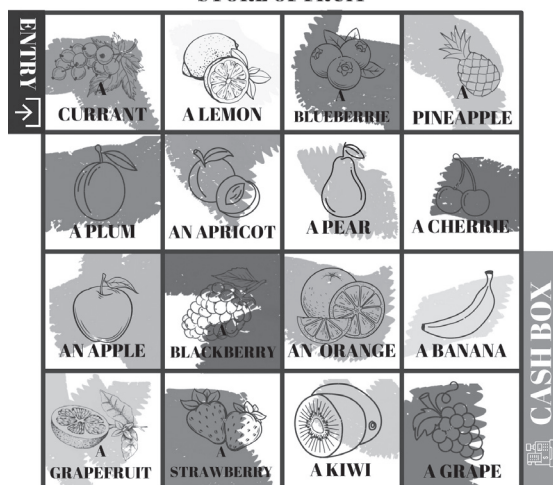 STORE of FRUIT
ENTRY
A
CURRANT
A LEMON
A
BLUEBERRIE
A
PINEAPPLE
A PLUM
AN APRICOT
A PEAR
A CHERRIE
AN APPLE
A
BLACKBERRY
AN ORANGE
A BANANA
CASH BOX
A
GRAPEFRUIT
A
STRAWBERRY
A KIWI
A GRAPE